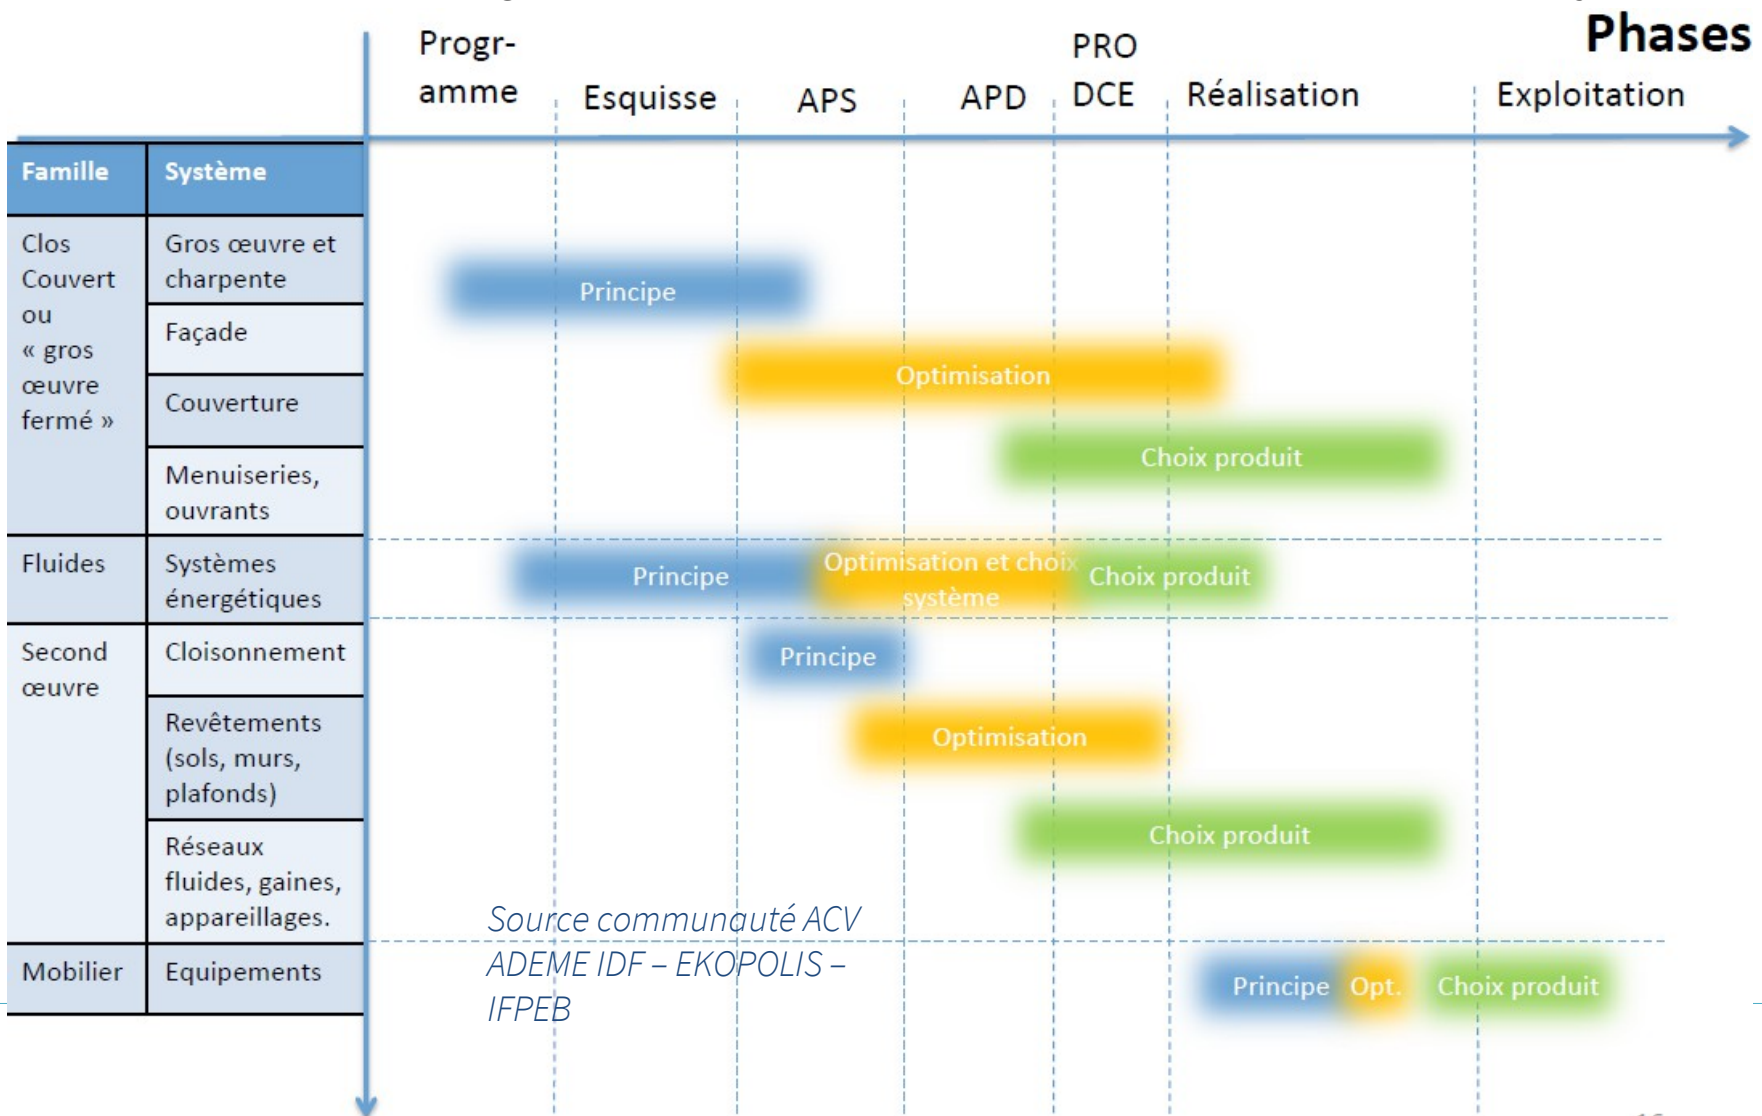 Phases
Progr-
amme
Esquisse
APS
APD
PRO
DCE
Réalisation
Exploitation
Famille
Système
Clos
Couvert
ou
« gros
œuvre
fermé »
Gros œuvre et
charpente
Façade
Couverture
Menuiseries,
ouvrants
Principe
Optimisation
Choix produit
Fluides
Systèmes
énergétiques
Principe
Optimisation et choix
système
Choix produit
Second
œuvre
Cloisonnement
Revêtements
(sols, murs,
plafonds)
Réseaux
fluides, gaines,
appareillages.
Principe
Optimisation
Choix produit
Source communauté ACV
ADEME IDF – EKOPOLIS –
IFPEB
Mobilier
Equipements
Principe
Opt.
Choix produit